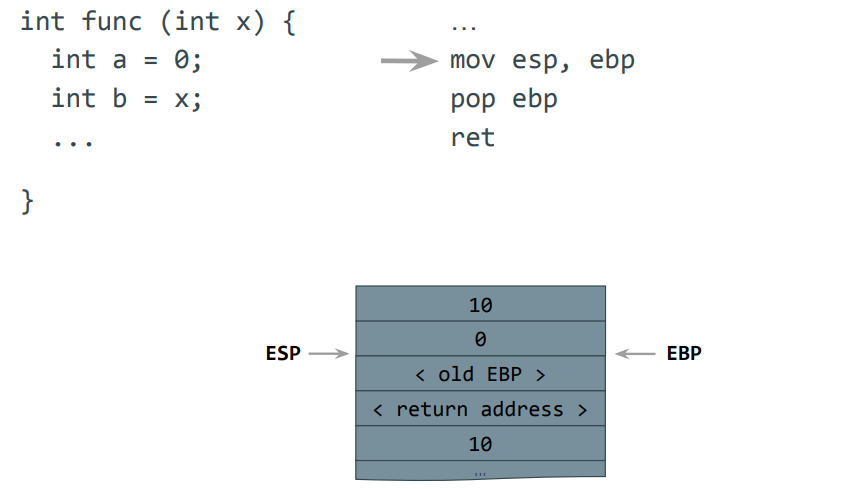 int func (int x) {
int a = 0;
int b = x;
...
}
...
mov esp, ebp
pop ebp
ret
10
0
ESP
EBP
< old EBP >
< return address >
10
...